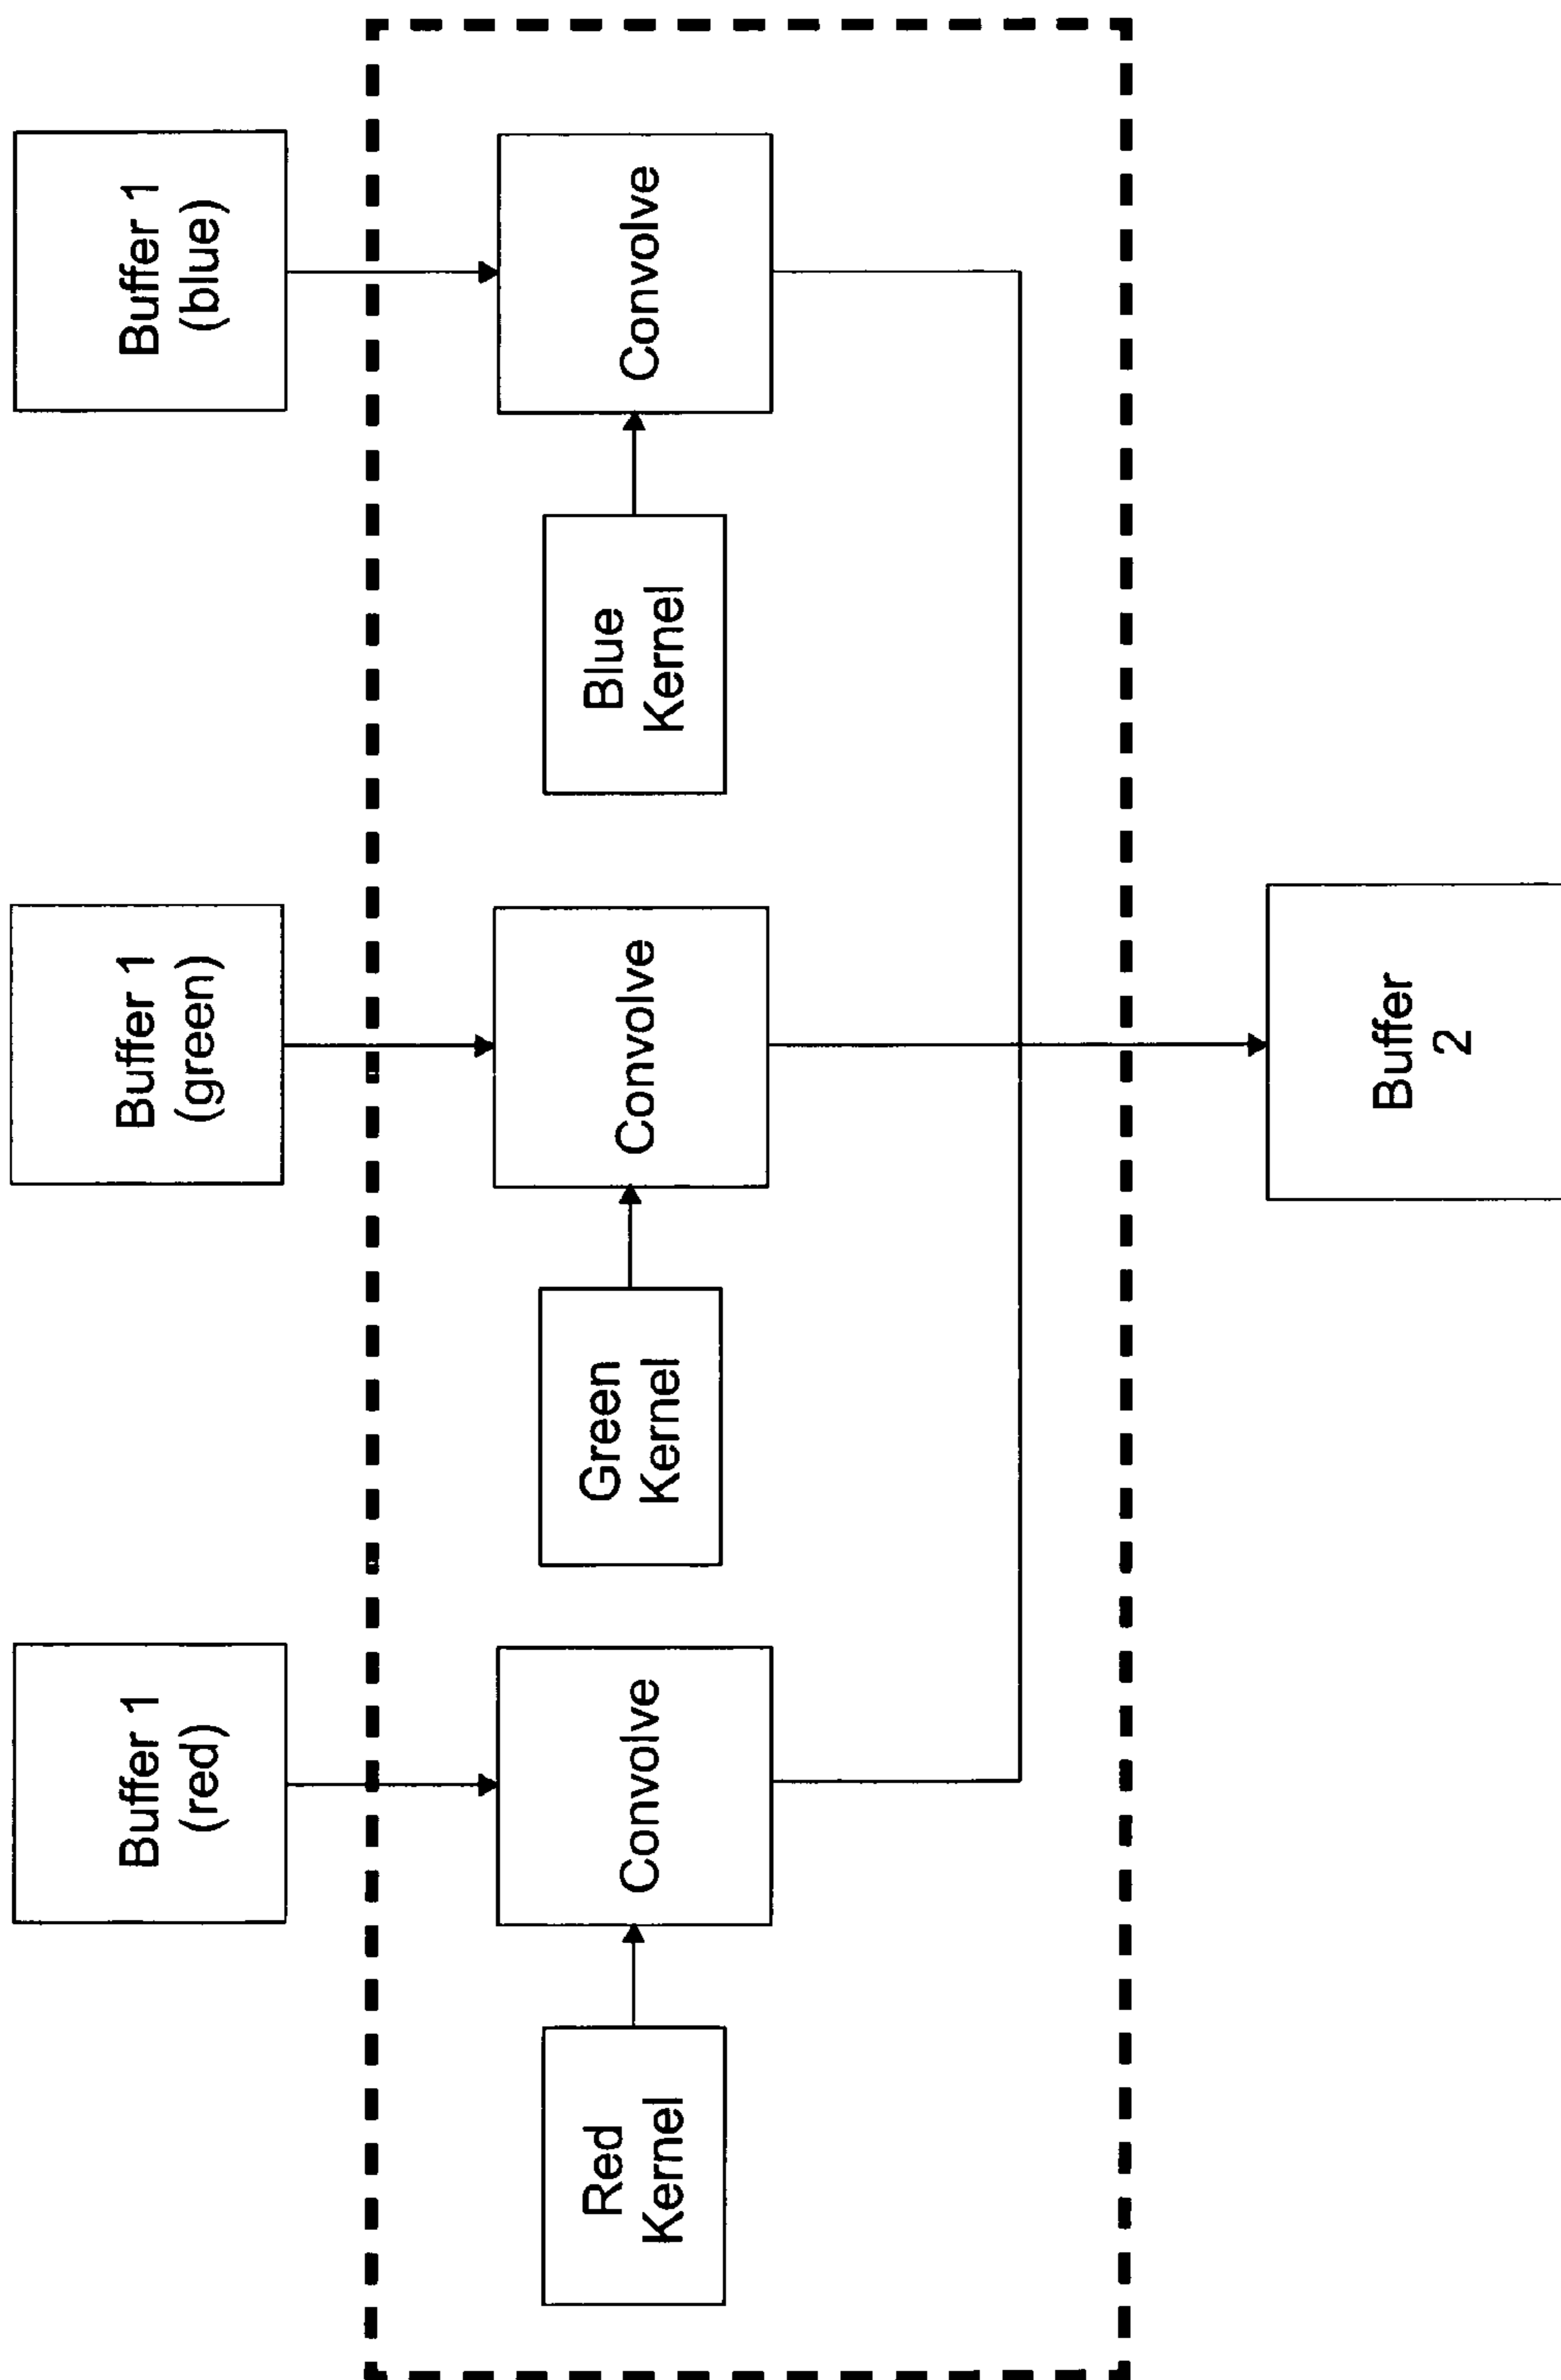 Buffer 1
(red)
Buffer 1
(green)
Buffer 1
(blue)
Red
Kernel
Convolve
Green
Kernel
Convolve
Blue
Kernel
Convolve
Buffer
2